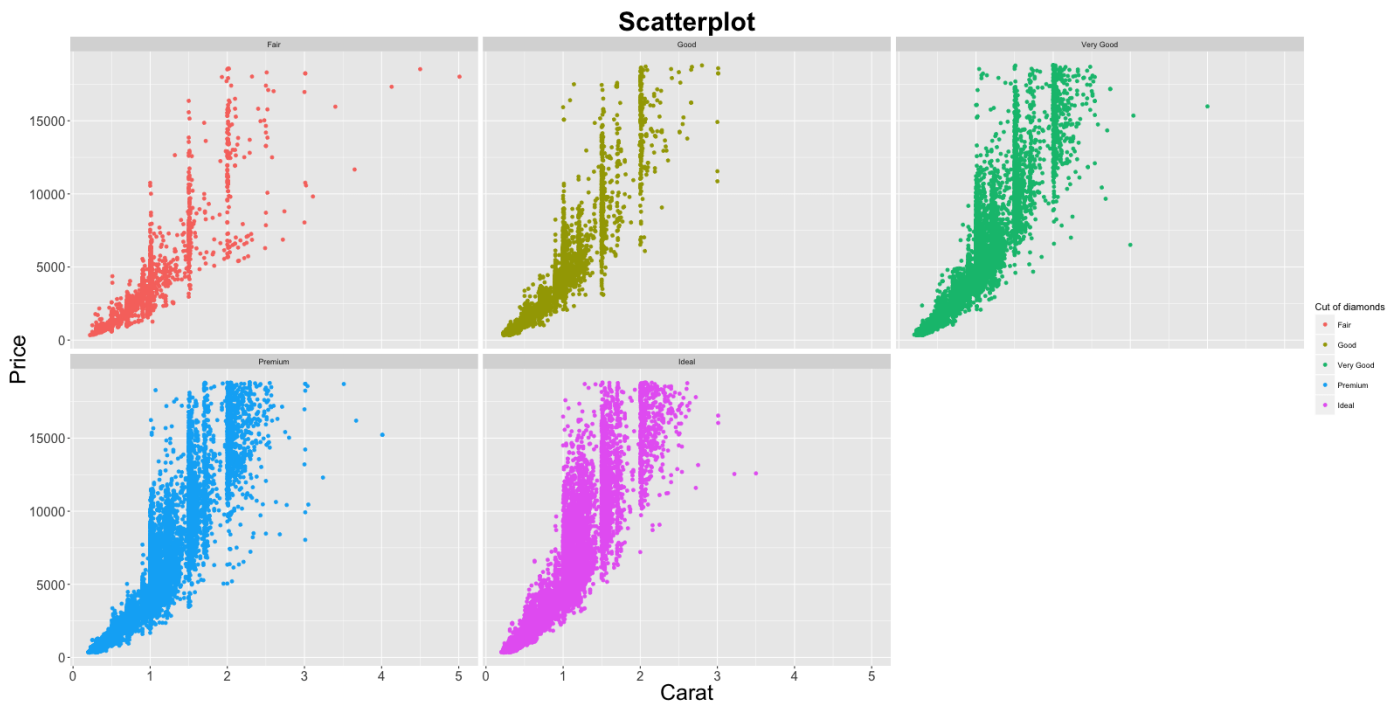 Scatterplot
Fair
Good
Very Good
15000
10000
5000
0
Price
Premium
Ideal
15000
10000
5000
0
0 1 2 3 4 5
0 1 2 3 4 5
Carat
Cut of diamonds
Fair
Good
Very Good
Premium
Ideal